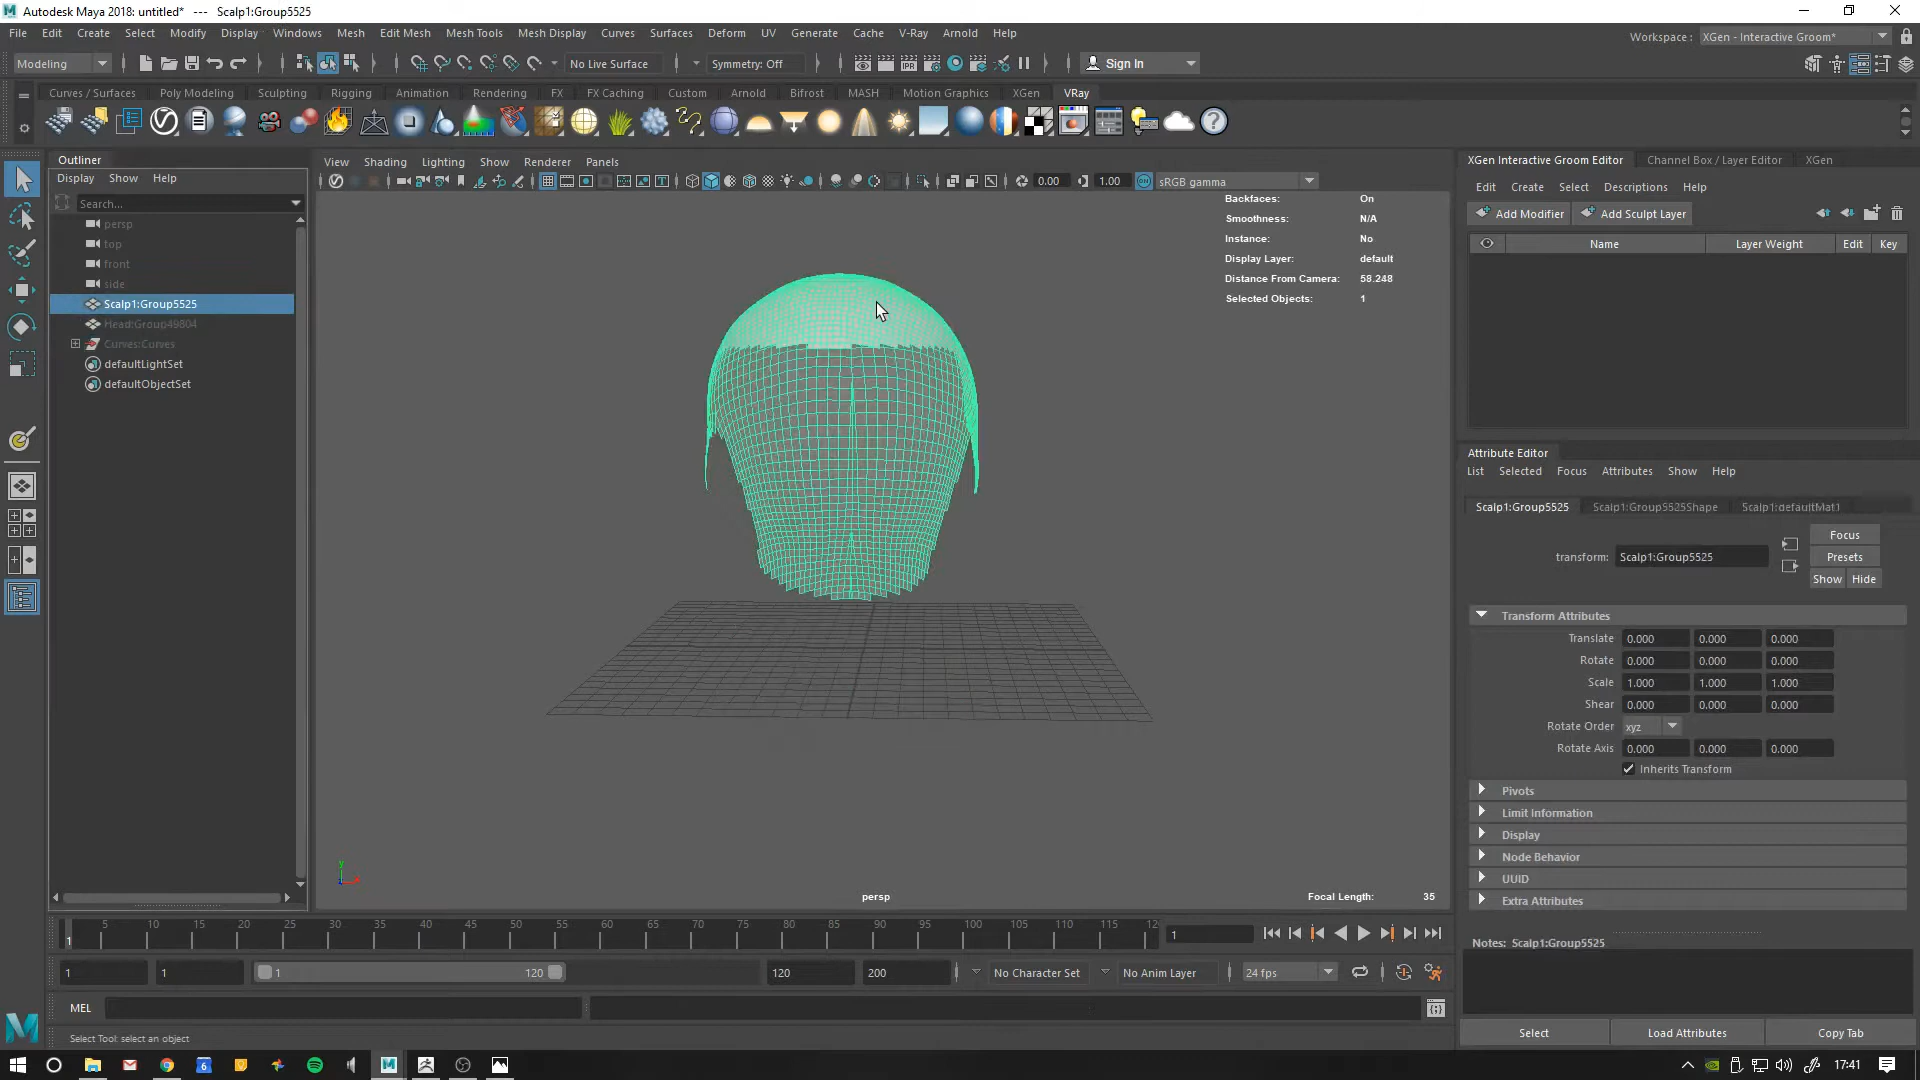 Autodesk Maya 2018: untitled*   ---   Scalp1:Group5525
File Edit Create Select Modify Display Windows Mesh Edit Mesh Mesh Tools Mesh Display Curves Surfaces Deform UV Generate Cache V-Ray Arnold Help
Workspace : XGen - Interactive Groom*
Modeling No Live Surface Symmetry: Off Sign In
Curves / Surfaces Poly Modeling Sculpting Rigging Animation Rendering FX FX Caching Custom Arnold Bifrost MASH Motion Graphics XGen VRay
Outliner
Display Show Help
Search...
persp
top
front
side
Scalp1:Group5525
Head:Group49804
Curves:Curves
defaultLightSet
defaultObjectSet
View Shading Lighting Show Renderer Panels
0.00 1.00 sRGB gamma
Backfaces: On
Smoothness: N/A
Instance: No
Display Layer: default
Distance From Camera: 58.248
Selected Objects: 1
y
persp
Focal Length: 35
XGen Interactive Groom Editor Channel Box / Layer Editor XGen
Edit Create Select Descriptions Help
Add Modifier Add Sculpt Layer
Name Layer Weight Edit Key
Attribute Editor
List Selected Focus Attributes Show Help
Scalp1:Group5525 Scalp1:Group5525Shape Scalp1:defaultMat1
Focus
transform: Scalp1:Group5525
Presets
Show Hide
Transform Attributes
Translate 0.000 0.000 0.000
Rotate 0.000 0.000 0.000
Scale 1.000 1.000 1.000
Shear 0.000 0.000 0.000
Rotate Order xyz
Rotate Axis 0.000 0.000 0.000
Inherits Transform
Pivots
Limit Information
Display
Node Behavior
UUID
Extra Attributes
Notes: Scalp1:Group5525
Select Load Attributes Copy Tab
1 5 10 15 20 25 30 35 40 45 50 55 60 65 70 75 80 85 90 95 100 105 110 115 12
1
1 1 1 120 120 200 No Character Set No Anim Layer 24 fps
MEL
Select Tool: select an object
6
17:41